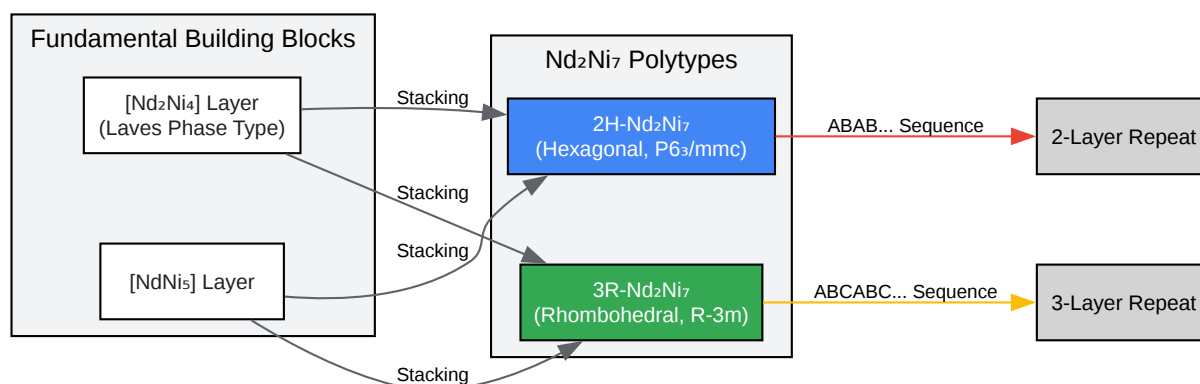 Fundamental Building Blocks
[Nd₂Ni₄] Layer
(Laves Phase Type)
[NdNi₅] Layer
Stacking
Stacking
Stacking
Stacking
Nd₂Ni₇ Polytypes
2H-Nd₂Ni₇
(Hexagonal, P6₃/mmc)
3R-Nd₂Ni₇
(Rhombohedral, R-3m)
ABAB... Sequence
ABCABC... Sequence
2-Layer Repeat
3-Layer Repeat